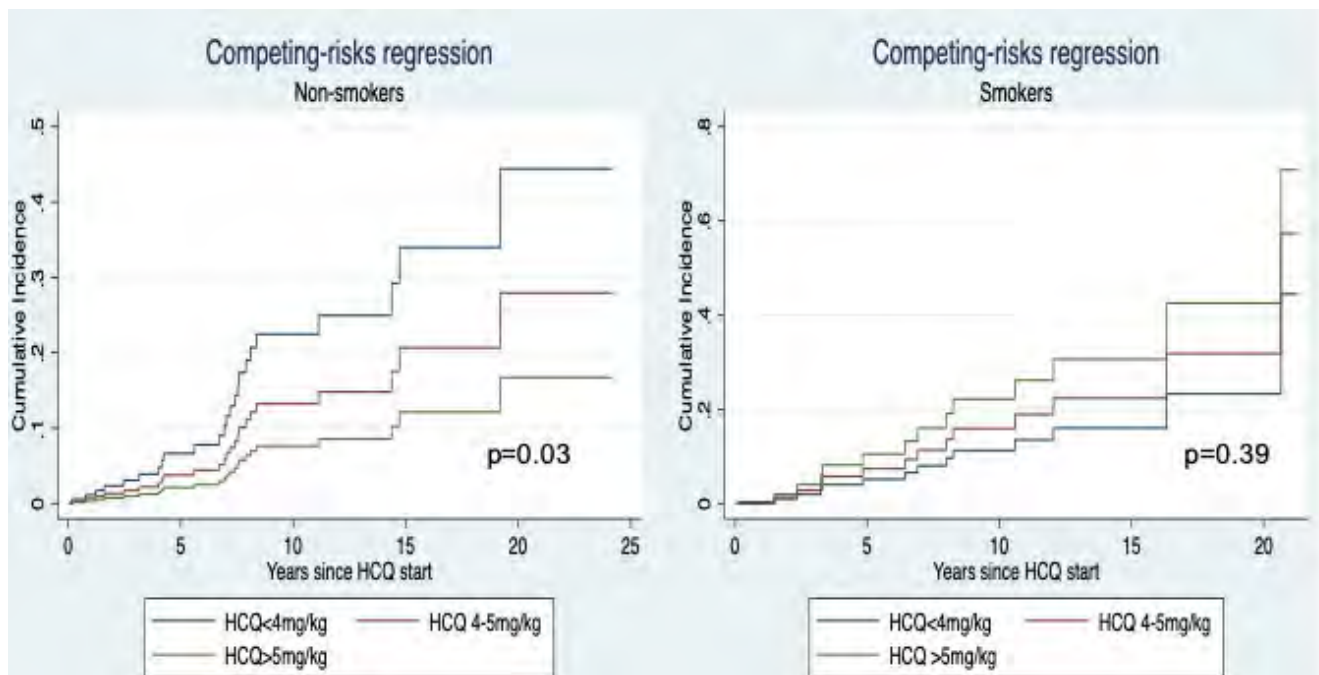 Competing-risks regression
Non-smokers
Cumulative Incidence
.5
.4
.3
.2
.1
0
p=0.03
0 5 10 15 20 25
Years since HCQ start
HCQ<4mg/kg HCQ 4-5mg/kg
HCQ>5mg/kg
Competing-risks regression
Smokers
Cumulative Incidence
.8
.6
.4
.2
0
p=0.39
0 5 10 15 20
Years since HCQ start
HCQ<4mg/kg HCQ 4-5mg/kg
HCQ >5mg/kg